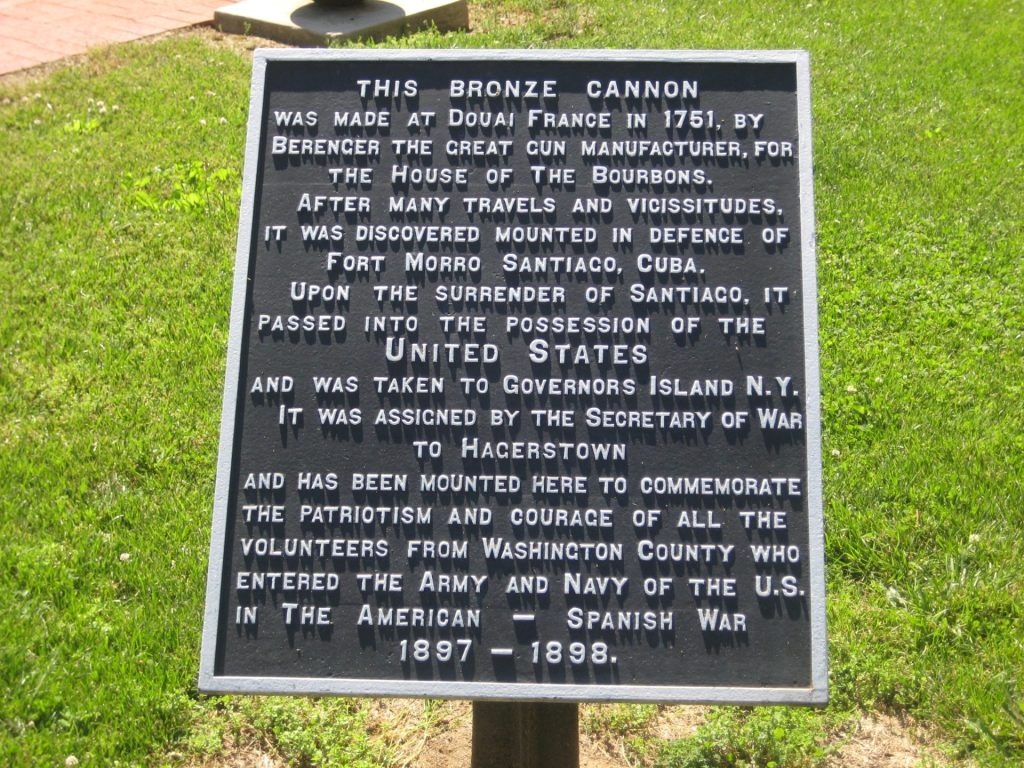 THIS BRONZE CANNON
WAS MADE AT DOUAI FRANCE IN 1751, BY
BERENGER THE GREAT GUN MANUFACTURER, FOR
THE HOUSE OF THE BOURBONS.
AFTER MANY TRAVELS AND VICISSITUDES,
IT WAS DISCOVERED MOUNTED IN DEFENCE OF
FORT MORRO SANTIAGO, CUBA.
UPON THE SURRENDER OF SANTIAGO, IT
PASSED INTO THE POSSESSION OF THE
UNITED STATES
AND WAS TAKEN TO GOVERNORS ISLAND N.Y.
IT WAS ASSIGNED BY THE SECRETARY OF WAR
TO HAGERSTOWN
AND HAS BEEN MOUNTED HERE TO COMMEMORATE
THE PATRIOTISM AND COURAGE OF ALL THE
VOLUNTEERS FROM WASHINGTON COUNTY WHO
ENTERED THE ARMY AND NAVY OF THE U.S.
IN THE AMERICAN – SPANISH WAR
1897 – 1898.